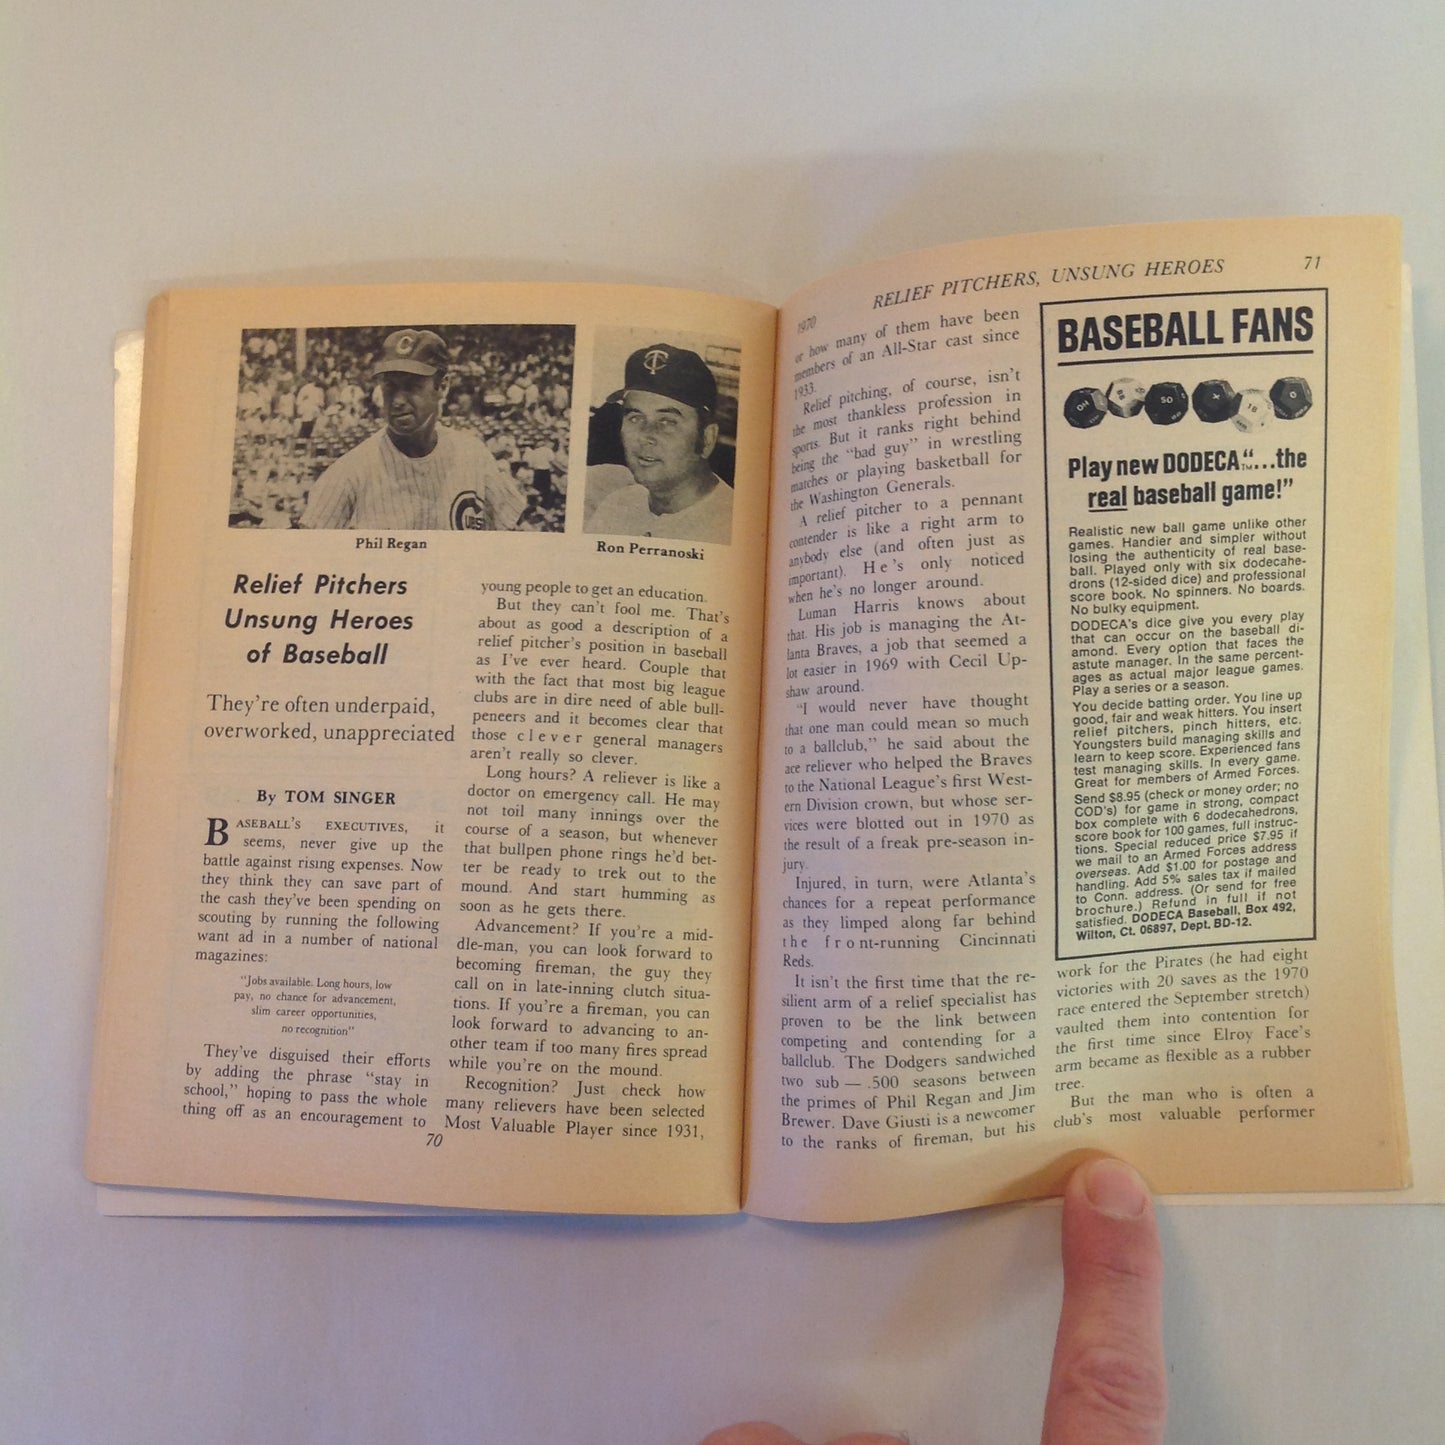 C
CUBS
TC
Phil Regan
Ron Perranoski
Relief Pitchers
Unsung Heroes
of Baseball
They're often underpaid,
overworked, unappreciated
By TOM SINGER
BASEBALL'S EXECUTIVES, it
seems, never give up the
battle against rising expenses. Now
they think they can save part of
the cash they've been spending on
scouting by running the following
want ad in a number of national
magazines:
"Jobs available. Long hours, low
pay, no chance for advancement,
slim career opportunities,
no recognition"
They've disguised their efforts
by adding the phrase "stay in
school," hoping to pass the whole
thing off as an encouragement to
young people to get an education.
But they can't fool me. That's
about as good a description of a
relief pitcher's position in baseball
as I've ever heard. Couple that
with the fact that most big league
clubs are in dire need of able bull-
peneers and it becomes clear that
those clever general managers
aren't really so clever.
Long hours? A reliever is like a
doctor on emergency call. He may
not toil many innings over the
course of a season, but whenever
that bullpen phone rings he'd bet-
ter be ready to trek out to the
mound. And start humming as
soon as he gets there.
Advancement? If you're a mid-
dle-man, you can look forward to
becoming fireman, the guy they
call on in late-inning clutch situa-
tions. If you're a fireman, you can
look forward to advancing to an-
other team if too many fires spread
while you're on the mound.
Recognition? Just check how
many relievers have been selected
Most Valuable Player since 1931,
70
1970
RELIEF PITCHERS, UNSUNG HEROES
71
or how many of them have been
members of an All-Star cast since
1933.
Relief pitching, of course, isn't
the most thankless profession in
sports. But it ranks right behind
being the "bad guy" in wrestling
matches or playing basketball for
the Washington Generals.
A relief pitcher to a pennant
contender is like a right arm to
anybody else (and often just as
important). He's only noticed
when he's no longer around.
Luman Harris knows about
that. His job is managing the At-
lanta Braves, a job that seemed a
lot easier in 1969 with Cecil Up-
shaw around.
"I would never have thought
that one man could mean so much
to a ballclub," he said about the
ace reliever who helped the Braves
to the National League's first West-
ern Division crown, but whose ser-
vices were blotted out in 1970 as
the result of a freak pre-season in-
jury.
Injured, in turn, were Atlanta's
chances for a repeat performance
as they limped along far behind
the front-running Cincinnati
Reds.
It isn't the first time that the re-
silient arm of a relief specialist has
proven to be the link between
competing and contending for a
ballclub. The Dodgers sandwiched
two sub — .500 seasons between
the primes of Phil Regan and Jim
Brewer. Dave Giusti is a newcomer
to the ranks of fireman, but his
BASEBALL FANS
Play new DODECA™"...the
real baseball game!"
Realistic new ball game unlike other
games. Handier and simpler without
losing the authenticity of real base-
ball. Played only with six dodecahe-
drons (12-sided dice) and professional
score book. No spinners. No boards.
No bulky equipment.
DODECA's dice give you every play
that can occur on the baseball di-
amond. Every option that faces the
astute manager. In the same percent-
ages as actual major league games.
Play a series or a season.
You decide batting order. You line up
good, fair and weak hitters. You insert
relief pitchers, pinch hitters, etc.
Youngsters build managing skills and
learn to keep score. Experienced fans
test managing skills. In every game.
Great for members of Armed Forces.
Send $8.95 (check or money order; no
COD's) for game in strong, compact
box complete with 6 dodecahedrons,
score book for 100 games, full instruc-
tions. Special reduced price $7.95 if
we mail to an Armed Forces address
overseas. Add $1.00 for postage and
handling. Add 5% sales tax if mailed
to Conn. address. (Or send for free
brochure.) Refund in full if not
satisfied. DODECA Baseball, Box 492,
Wilton, Ct. 06897, Dept. BD-12.
work for the Pirates (he had eight
victories with 20 saves as the 1970
race entered the September stretch)
vaulted them into contention for
the first time since Elroy Face's
arm became as flexible as a rubber
tree.
But the man who is often a
club's most valuable performer